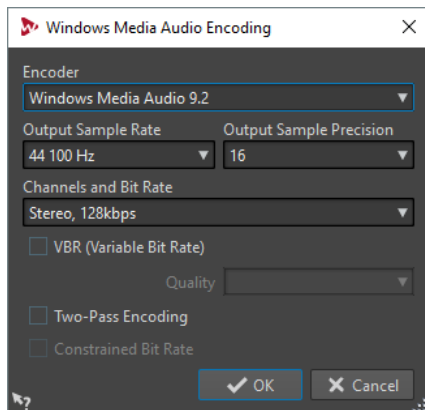 Windows Media Audio Encoding
Encoder
Windows Media Audio 9.2
Output Sample Rate Output Sample Precision
44 100 Hz 16
Channels and Bit Rate
Stereo, 128kbps
VBR (Variable Bit Rate)
Quality
Two-Pass Encoding
Constrained Bit Rate
OK Cancel
?